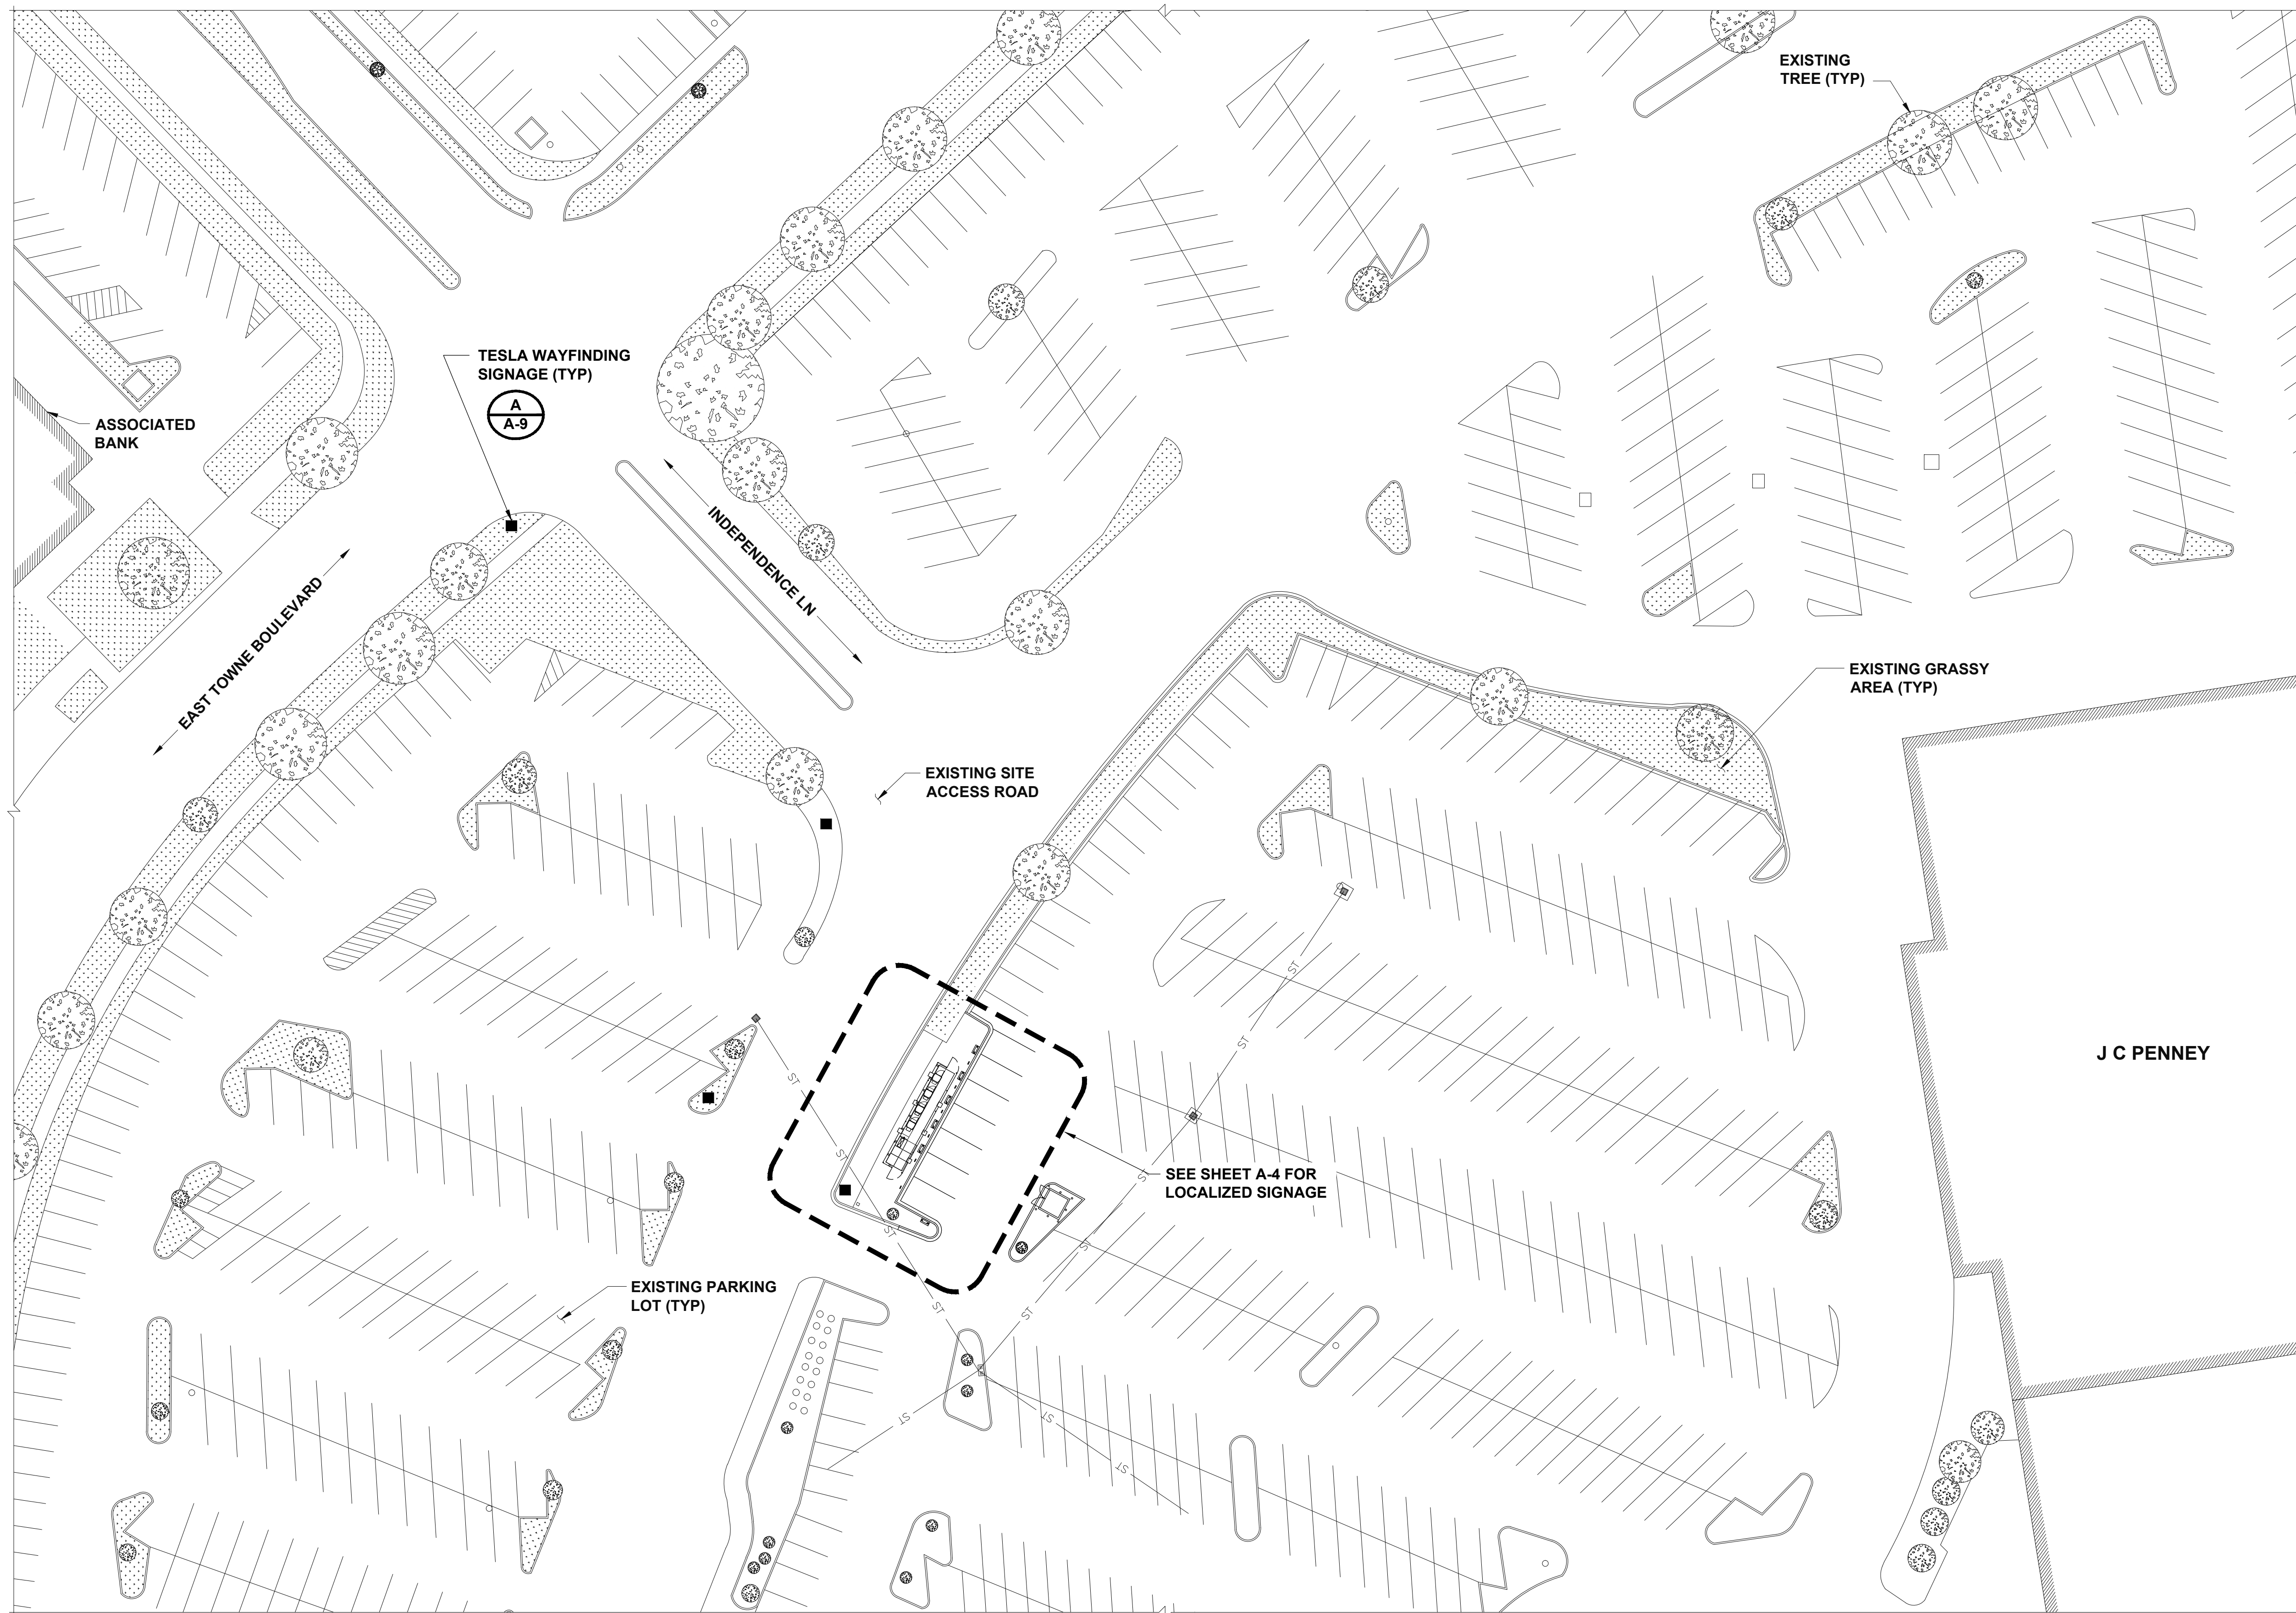 EXISTING
TREE (TYP)
TESLA WAYFINDING
SIGNAGE (TYP)
A
A-9
ASSOCIATED
BANK
INDEPENDENCE LN
EAST TOWNE BOULEVARD
EXISTING GRASSY
AREA (TYP)
EXISTING SITE
ACCESS ROAD
ST
ST
J C PENNEY
ST
ST
ST
SEE SHEET A-4 FOR
LOCALIZED SIGNAGE
ST
ST
EXISTING PARKING
LOT (TYP)
ST
ST
ST
ST
ST